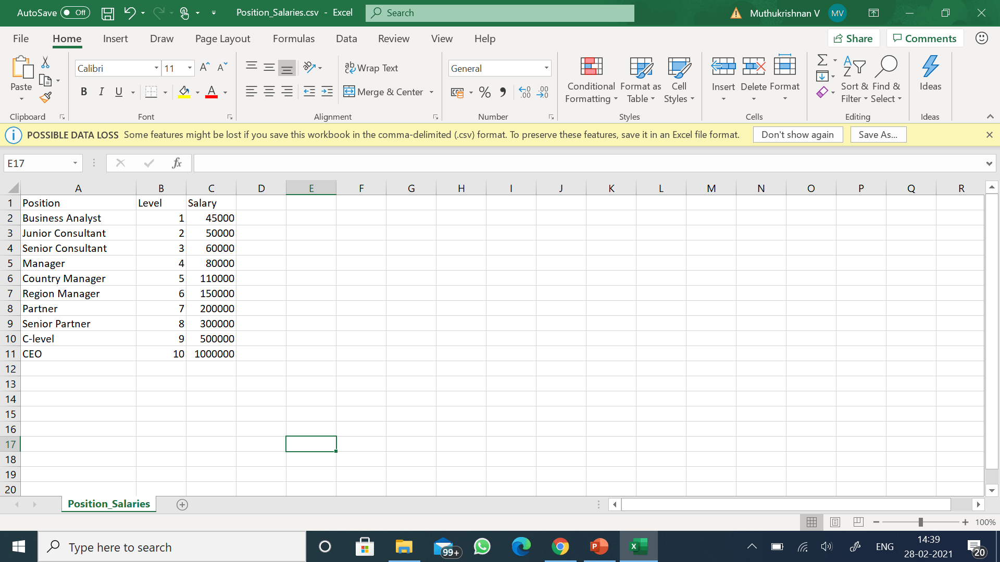 AutoSave Off Position_Salaries.csv - Excel Search Muthukrishnan V MV
File Home Insert Draw Page Layout Formulas Data Review View Help Share Comments
Paste
Clipboard
Calibri 11 A A
B I U A
Font
ab Wrap Text
Merge & Center
Alignment
General
% , .00 .00
Number
Conditional Formatting
Format as Table
Cell Styles
Styles
Insert Delete Format
Cells
Sort & Filter
Find & Select
Editing
Ideas
Ideas
POSSIBLE DATA LOSS Some features might be lost if you save this workbook in the comma-delimited (.csv) format. To preserve these features, save it in an Excel file format. Don't show again Save As...
E17 fx
A B C D E F G H I J K L M N O P Q R
1 Position Level Salary
2 Business Analyst 1 45000
3 Junior Consultant 2 50000
4 Senior Consultant 3 60000
5 Manager 4 80000
6 Country Manager 5 110000
7 Region Manager 6 150000
8 Partner 7 200000
9 Senior Partner 8 300000
10 C-level 9 500000
11 CEO 10 1000000
12
13
14
15
16
17
18
19
20
Position_Salaries
100%
Type here to search 99+ P X ENG 14:39
28-02-2021 20